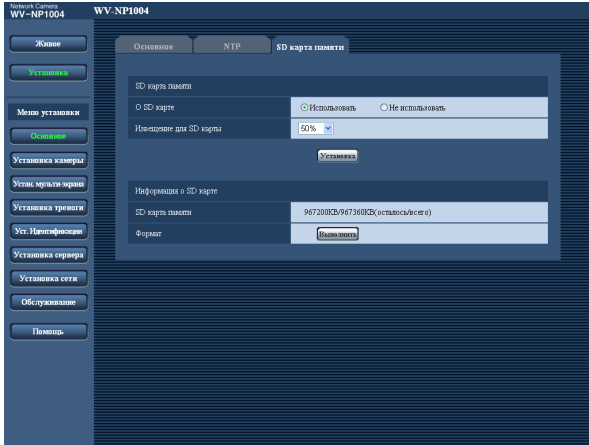 Network Camera
WV-NP1004
WV-NP1004
Живое
Установка
Меню установки
Основное
Установка камеры
Устан. мульти-экрана
Установка тревоги
Уст. Идентификации
Установка сервера
Установка сети
Обслуживание
Помощь
Основное NTP SD карта памяти
SD карта памяти
О SD карте Использовать Не использовать
Извещение для SD карты 50%
Установка
Информация о SD карте
SD карта памяти 967200KB/967360KB(осталось/всего)
Формат Выполнить